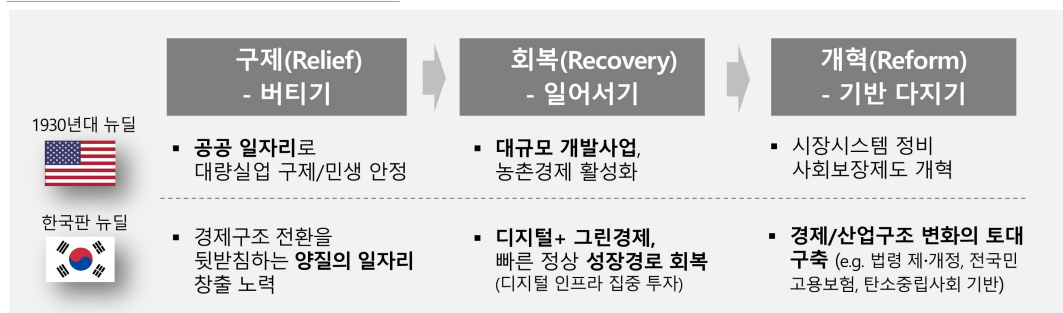 구제(Relief)
- 버티기
회복(Recovery)
- 일어서기
개혁(Reform)
- 기반 다지기
1930년대 뉴딜
▪ 공공 일자리로
대량실업 구제/민생 안정
▪ 대규모 개발사업,
농촌경제 활성화
▪ 시장시스템 정비
사회보장제도 개혁
한국판 뉴딜
▪ 경제구조 전환을
뒷받침하는 양질의 일자리
창출 노력
▪ 디지털+ 그린경제,
빠른 정상 성장경로 회복
(디지털 인프라 집중 투자)
▪ 경제/산업구조 변화의 토대
구축 (e.g. 법령 제·개정, 전국민
고용보험, 탄소중립사회 기반)